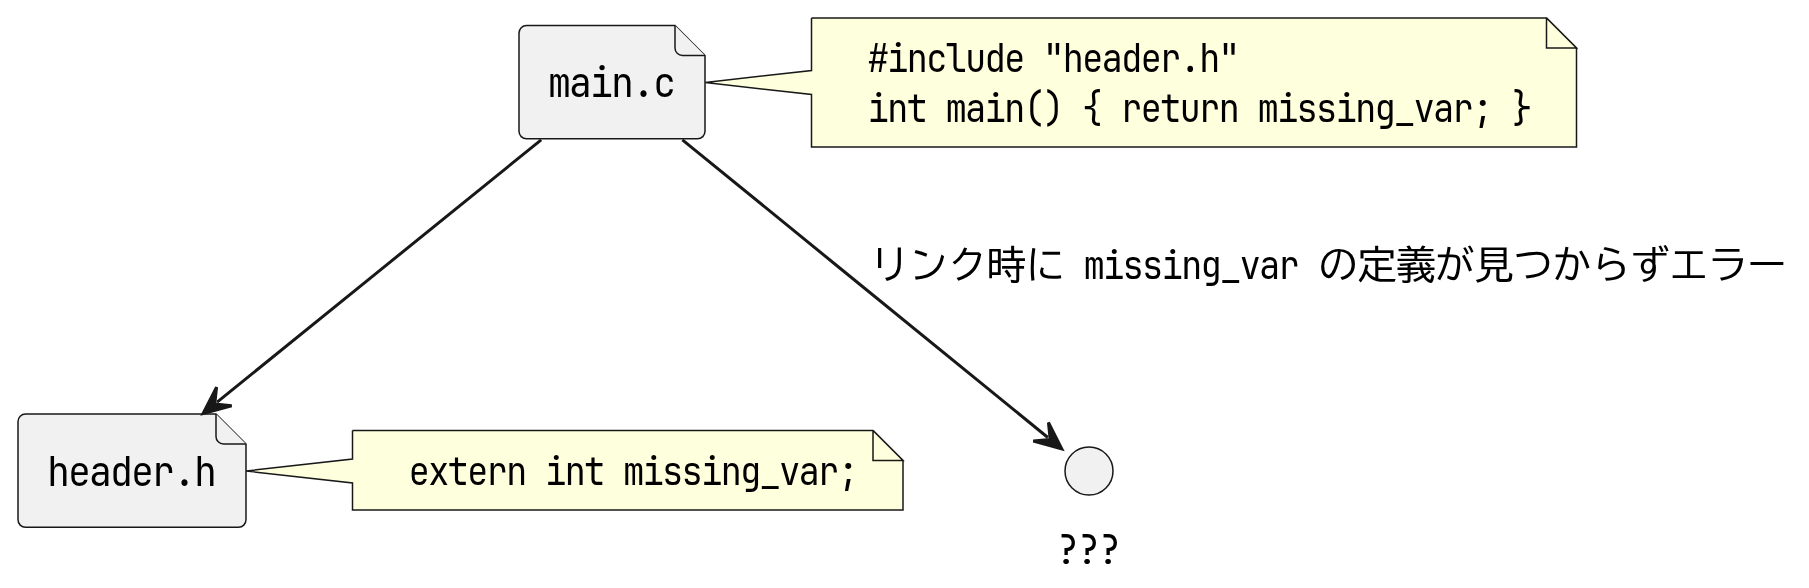 main.c
#include "header.h"
int main() { return missing_var; }
リンク時に missing_var の定義が見つからずエラー
header.h
extern int missing_var;
???